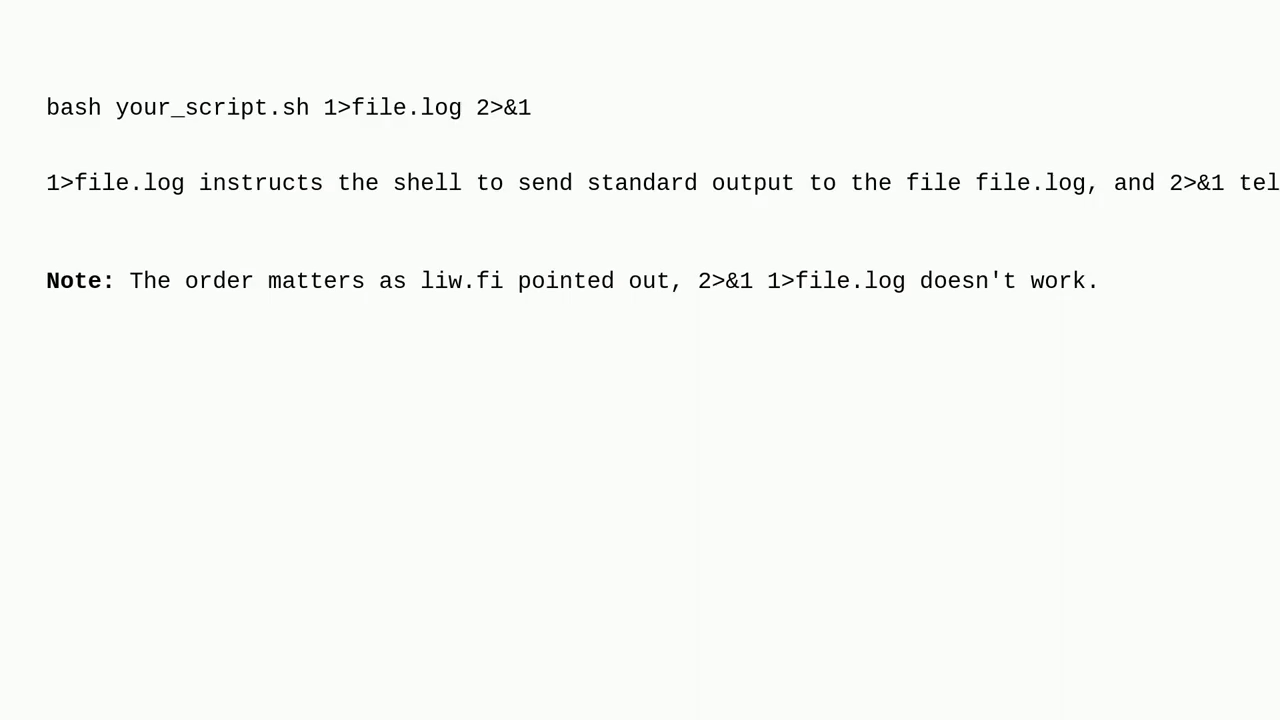 bash your_script.sh 1>file.log 2>&1
1>file.log instructs the shell to send standard output to the file file.log, and 2>&1 tel
Note: The order matters as liw.fi pointed out, 2>&1 1>file.log doesn't work.